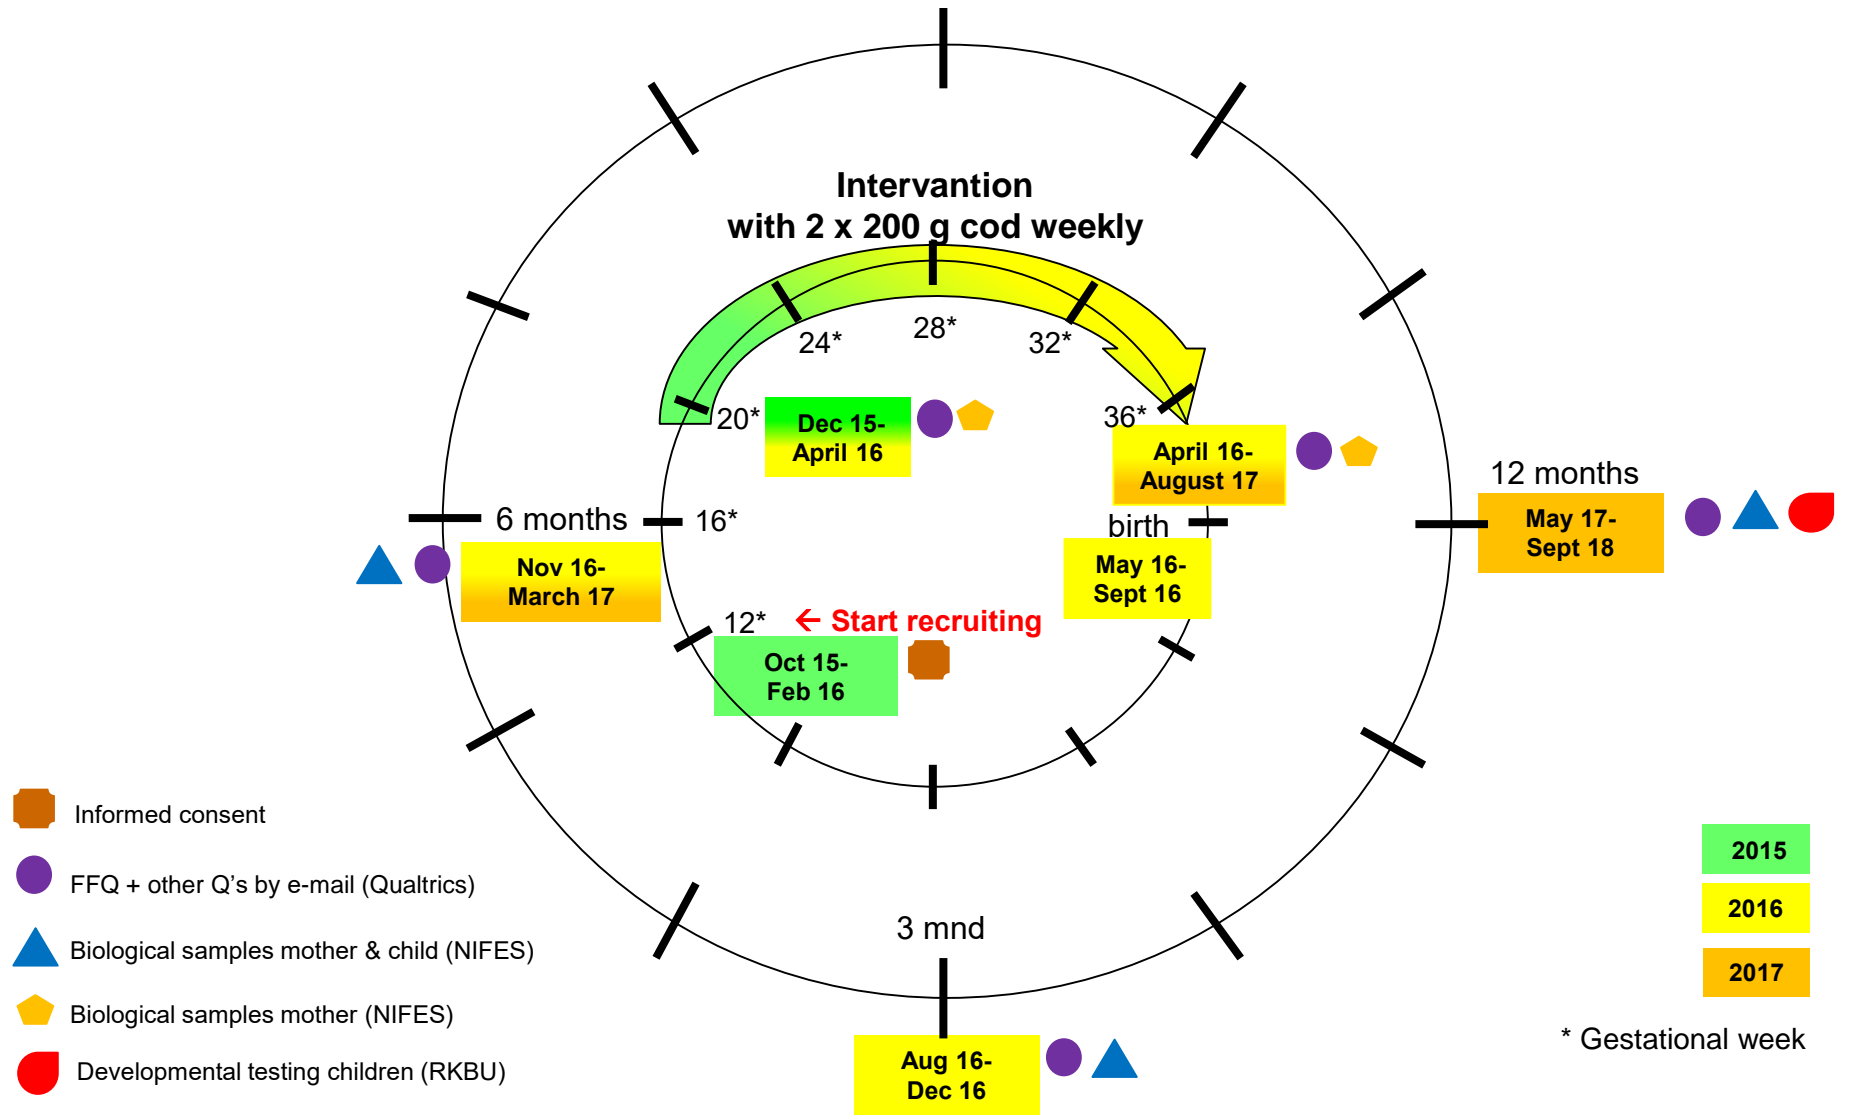 Intervantion
with 2 x 200 g cod weekly
24*
28*
32*
20*
Dec 15-
April 16
36*
April 16-
August 17
12 months
May 17-
Sept 18
6 months
16*
Nov 16-
March 17
birth
May 16-
Sept 16
12*
← Start recruiting
Oct 15-
Feb 16
3 mnd
Aug 16-
Dec 16
Informed consent
FFQ + other Q's by e-mail (Qualtrics)
Biological samples mother & child (NIFES)
Biological samples mother (NIFES)
Developmental testing children (RKBU)
2015
2016
2017
* Gestational week